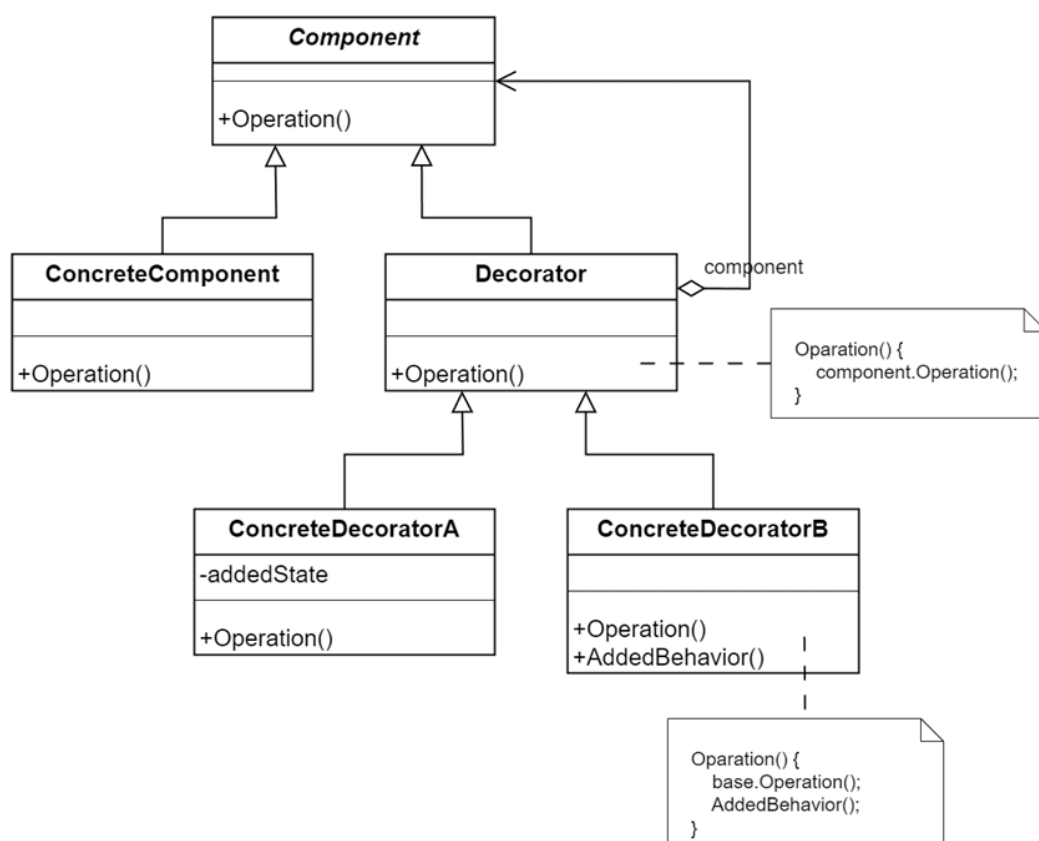 Component
+Operation()
ConcreteComponent
+Operation()
Decorator
+Operation()
component
Oparation() {
component.Operation();
}
ConcreteDecoratorA
-addedState
+Operation()
ConcreteDecoratorB
+Operation()
+AddedBehavior()
Oparation() {
base.Operation();
AddedBehavior();
}